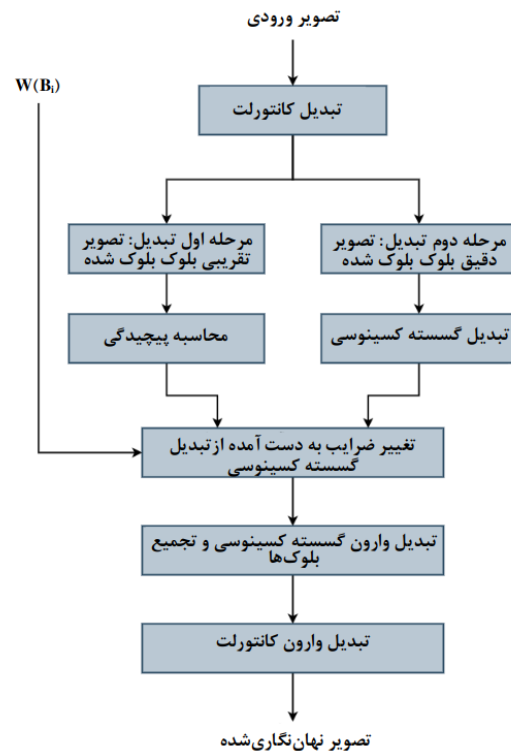 تصویر ورودی
W(Bᵢ)
تبدیل کانتورلت
مرحله اول تبدیل: تصویر
تقریبی بلوک بلوک شده
مرحله دوم تبدیل: تصویر
دقیق بلوک بلوک شده
محاسبه پیچیدگی
تبدیل گسسته کسینوسی
تغییر ضرایب به دست آمده از تبدیل
گسسته کسینوسی
تبدیل وارون گسسته کسینوسی و تجمیع
بلوک‌ها
تبدیل وارون کانتورلت
تصویر نهان‌نگاری‌شده